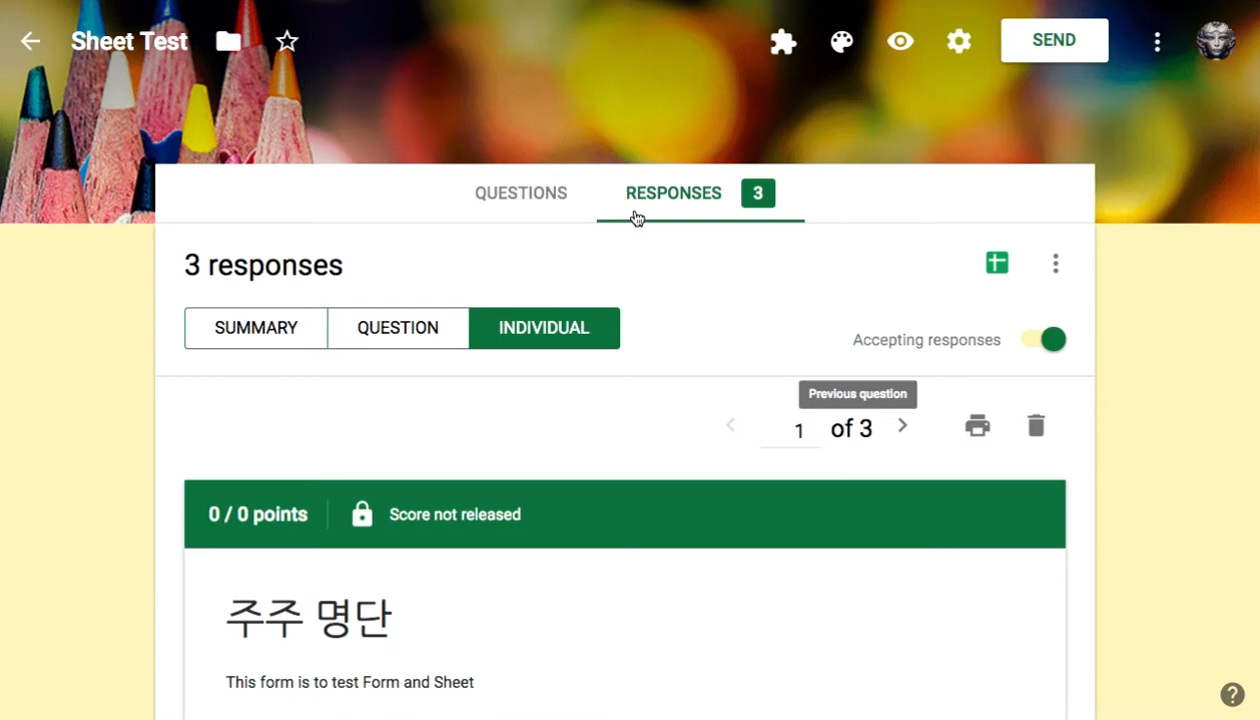 Sheet Test
SEND
QUESTIONS RESPONSES 3
3 responses
SUMMARY QUESTION INDIVIDUAL
Accepting responses
Previous question
1 of 3
0 / 0 points Score not released
주주 명단
This form is to test Form and Sheet